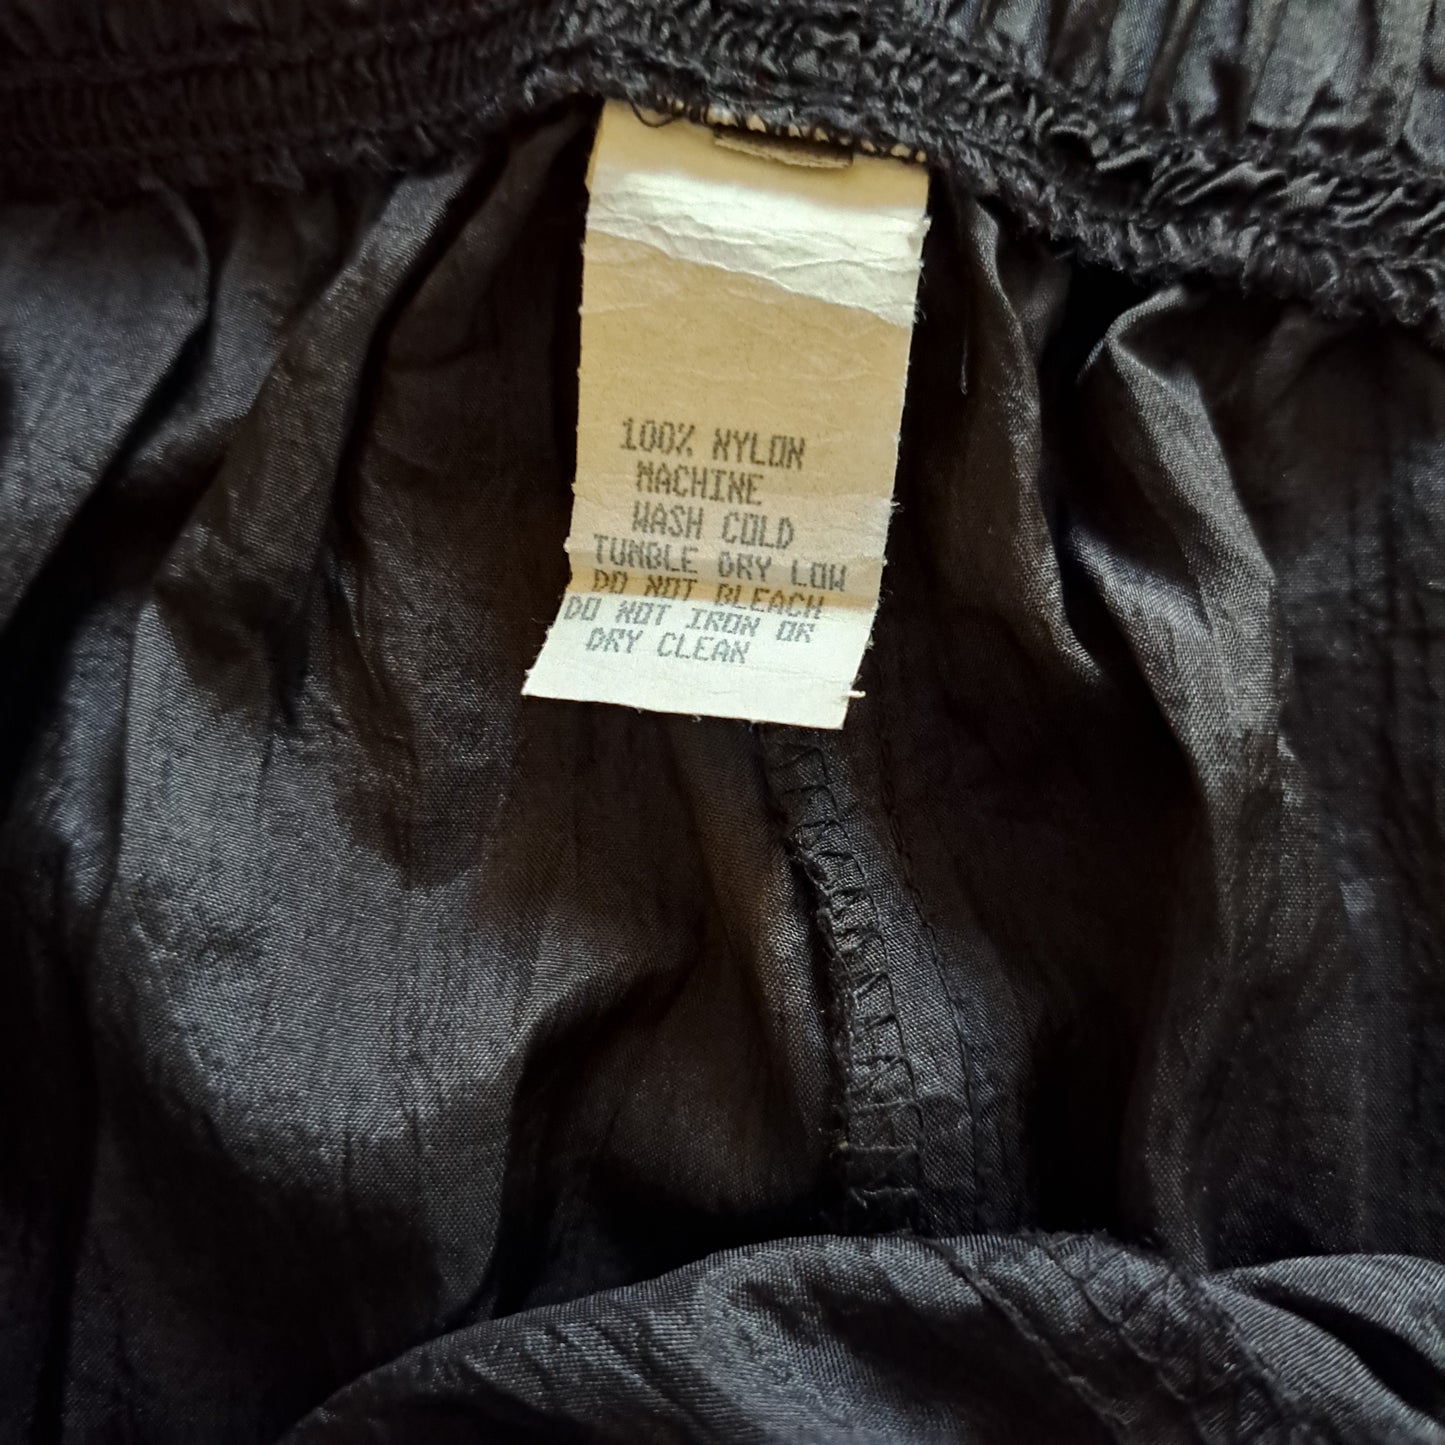 100% NYLON
MACHINE
WASH COLD
TUMBLE DRY LOW
DO NOT BLEACH
DO NOT IRON OR
DRY CLEAN